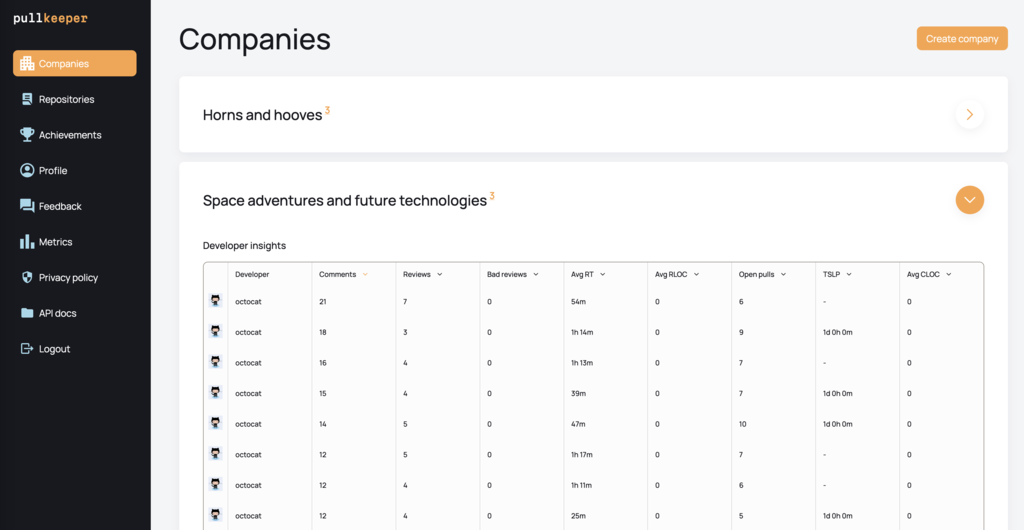 pullkeeper
Companies
Repositories
Achievements
Profile
Feedback
Metrics
Privacy policy
API docs
Logout
Companies
Create company
Horns and hooves 3
Space adventures and future technologies 3
Developer insights
Developer Comments Reviews Bad reviews Avg RT Avg RLOC Open pulls TSLP Avg CLOC
octocat 21 7 0 54m 0 6 - 0
octocat 18 3 0 1h 14m 0 9 1d 0h 0m 0
octocat 16 4 0 1h 13m 0 7 - 0
octocat 15 4 0 39m 0 7 1d 0h 0m 0
octocat 14 5 0 47m 0 10 1d 0h 0m 0
octocat 12 5 0 1h 17m 0 7 - 0
octocat 12 4 0 1h 11m 0 6 - 0
octocat 12 4 0 25m 0 5 1d 0h 0m 0